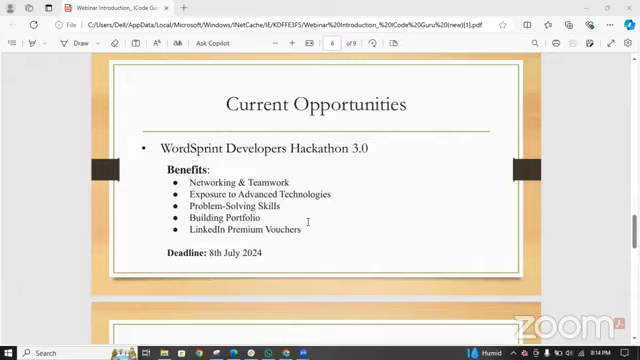 Webinar Introduction_ ICode Gu
C:/Users/Dell/AppData/Local/Microsoft/Windows/INetCache/IE/KDFFE3F5/Webinar%20Introduction_%20ICode%20Guru%20(new)[1].pdf
Draw
Ask Copilot
6 of 9
Current Opportunities
• WordSprint Developers Hackathon 3.0
Benefits:
● Networking & Teamwork
● Exposure to Advanced Technologies
● Problem-Solving Skills
● Building Portfolio
● LinkedIn Premium Vouchers
Deadline: 8th July 2024
zoom
Search
Humid
8:14 PM